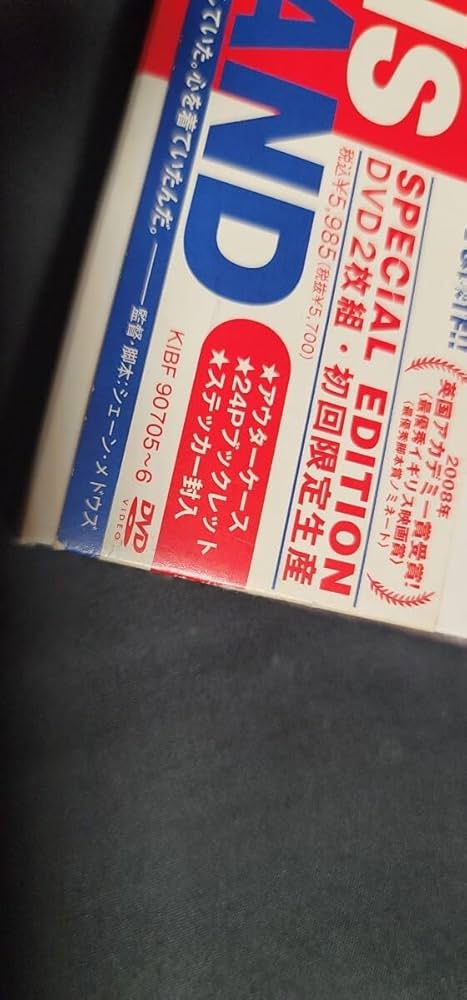 IS
AND
SPECIAL EDITION
DVD2枚組・初回限定生産
税込¥5,985(税抜¥5,700)
2008年
英国アカデミー賞受賞!
(最優秀イギリス映画賞)
(最優秀脚本賞ノミネート)
★アウターケース
★24Pブックレット
★ステッカー封入
KIBF 90705~6
DVD
VIDEO
ていた。心を着ていたんだ。——監督・脚本:シェーン・メドウス